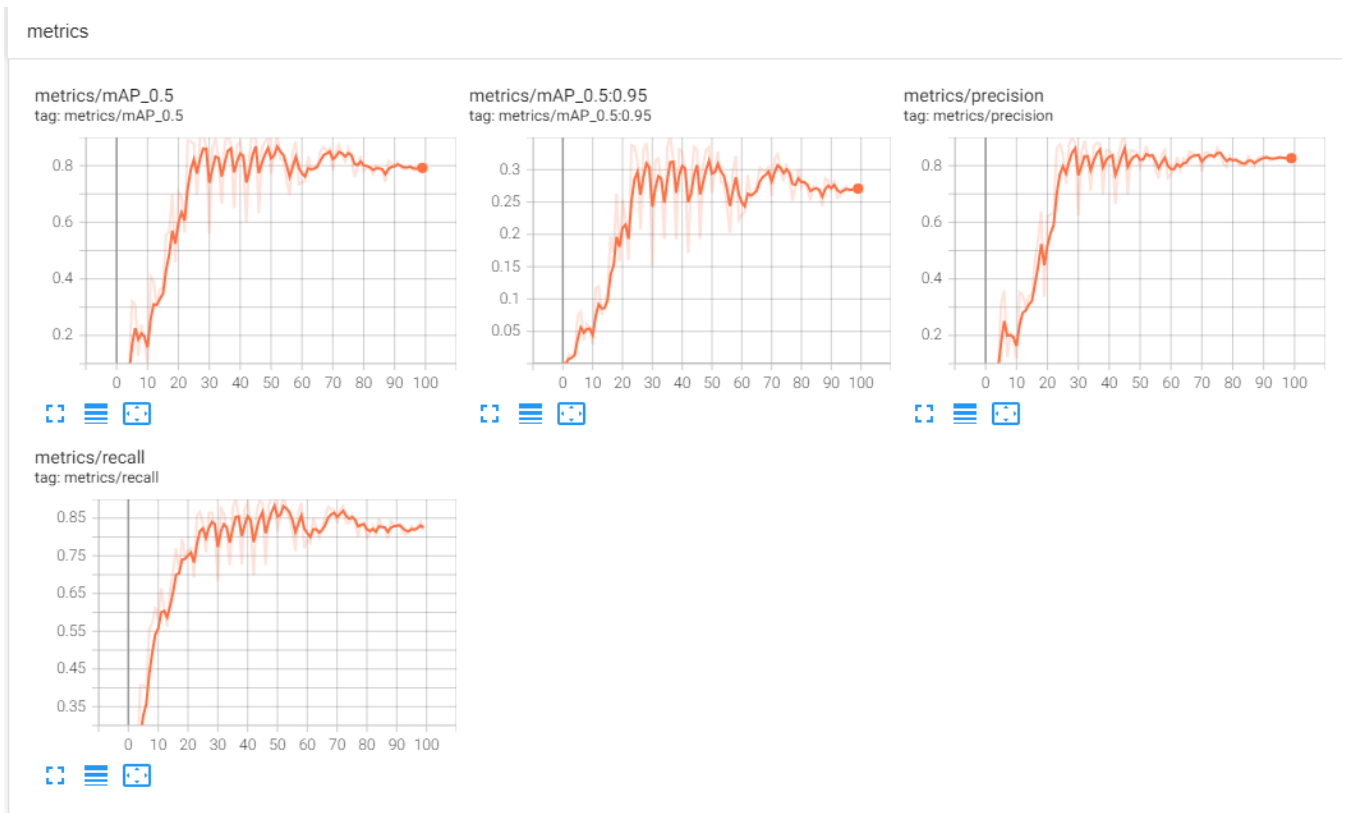 metrics
metrics/mAP_0.5
tag: metrics/mAP_0.5
0.8
0.6
0.4
0.2
0 10 20 30 40 50 60 70 80 90 100
metrics/mAP_0.5:0.95
tag: metrics/mAP_0.5:0.95
0.3
0.25
0.2
0.15
0.1
0.05
0 10 20 30 40 50 60 70 80 90 100
metrics/precision
tag: metrics/precision
0.8
0.6
0.4
0.2
0 10 20 30 40 50 60 70 80 90 100
metrics/recall
tag: metrics/recall
0.85
0.75
0.65
0.55
0.45
0.35
0 10 20 30 40 50 60 70 80 90 100